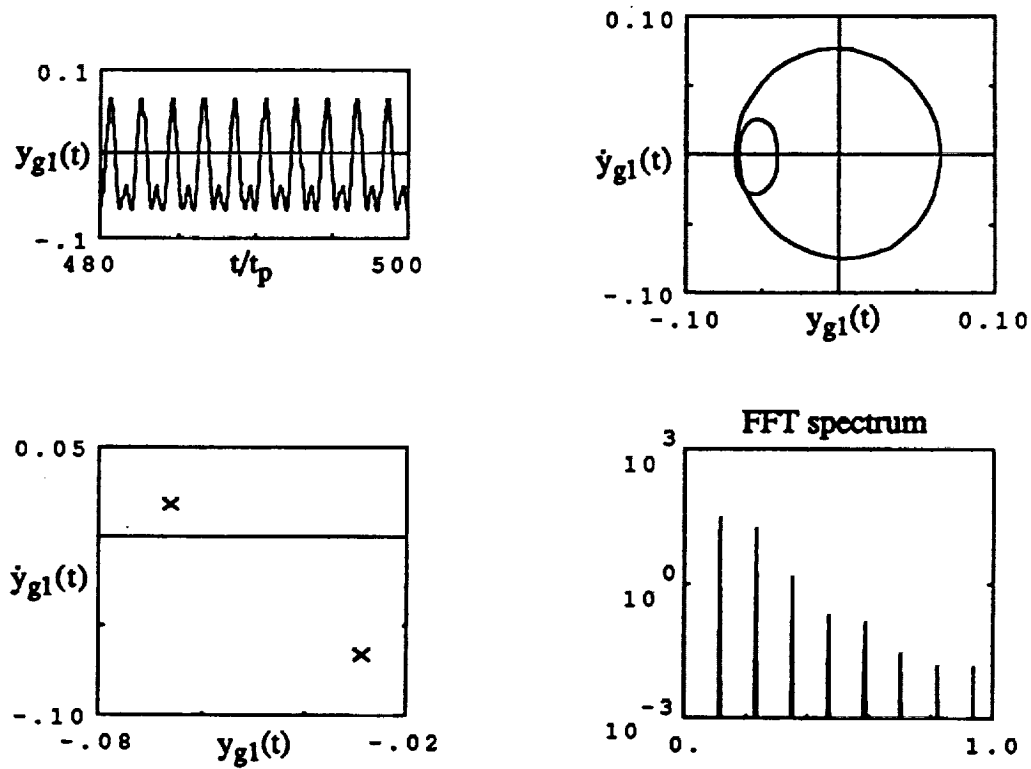 0.1
y_g1(t)
-.1
480
t/t_p
500
0.10
ẏ_g1(t)
-.10
-.10
y_g1(t)
0.10
0.05
ẏ_g1(t)
-.10
-.08
y_g1(t)
-.02
FFT spectrum
10^3
10^0
10^-3
0.
1.0